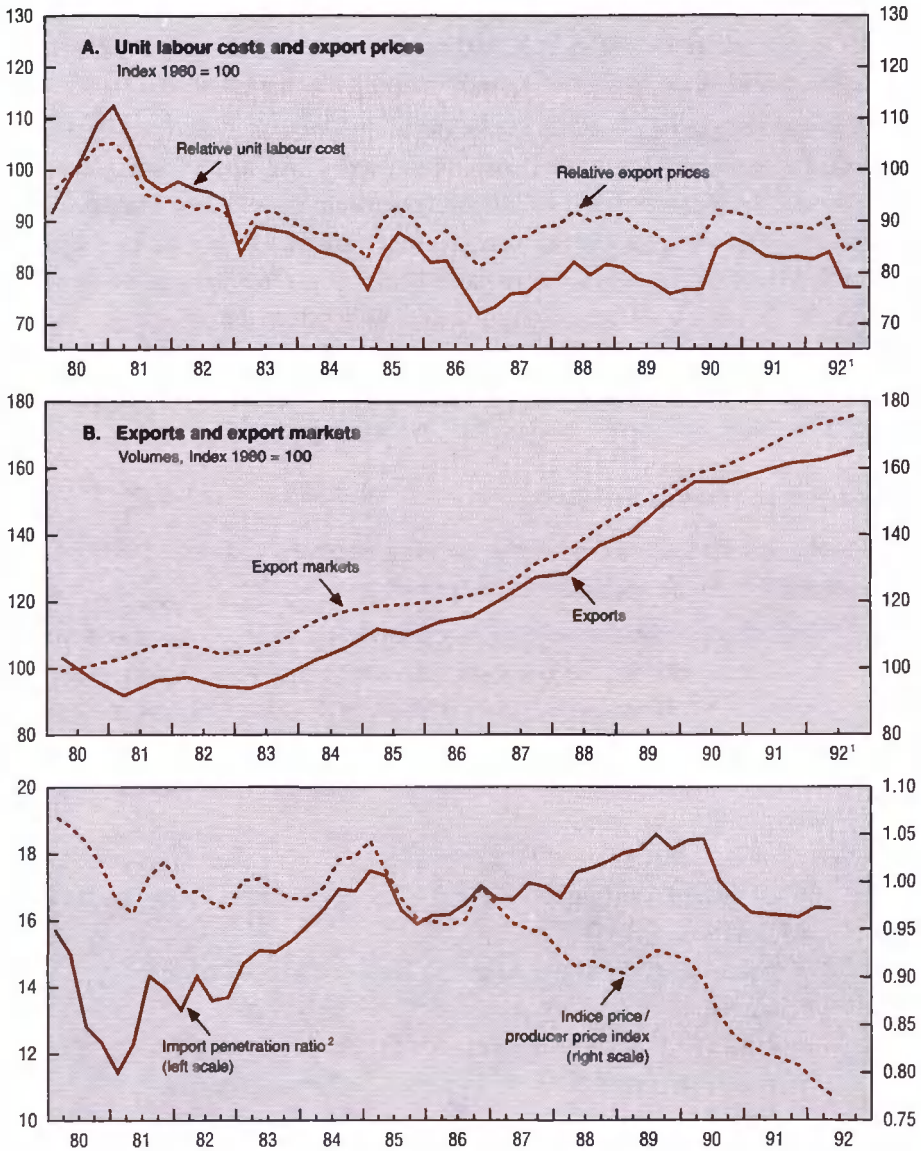 130 130
A. Unit labour costs and export prices
Index 1980 = 100
120 120
110 110
Relative unit labour cost
Relative export prices
100 100
90 90
80 80
70 70
80 81 82 83 84 85 86 87 88 89 90 91 92¹
180 180
B. Exports and export markets
Volumes, Index 1980 = 100
160 160
140 140
Export markets
Exports
120 120
100 100
80 80
80 81 82 83 84 85 86 87 88 89 90 91 92¹
20 1.10
1.05
18
1.00
16 0.95
14 0.90
Import penetration ratio²
(left scale)
Indice price/
producer price index
(right scale)
0.85
12
0.80
10 0.75
80 81 82 83 84 85 86 87 88 89 90 91 92